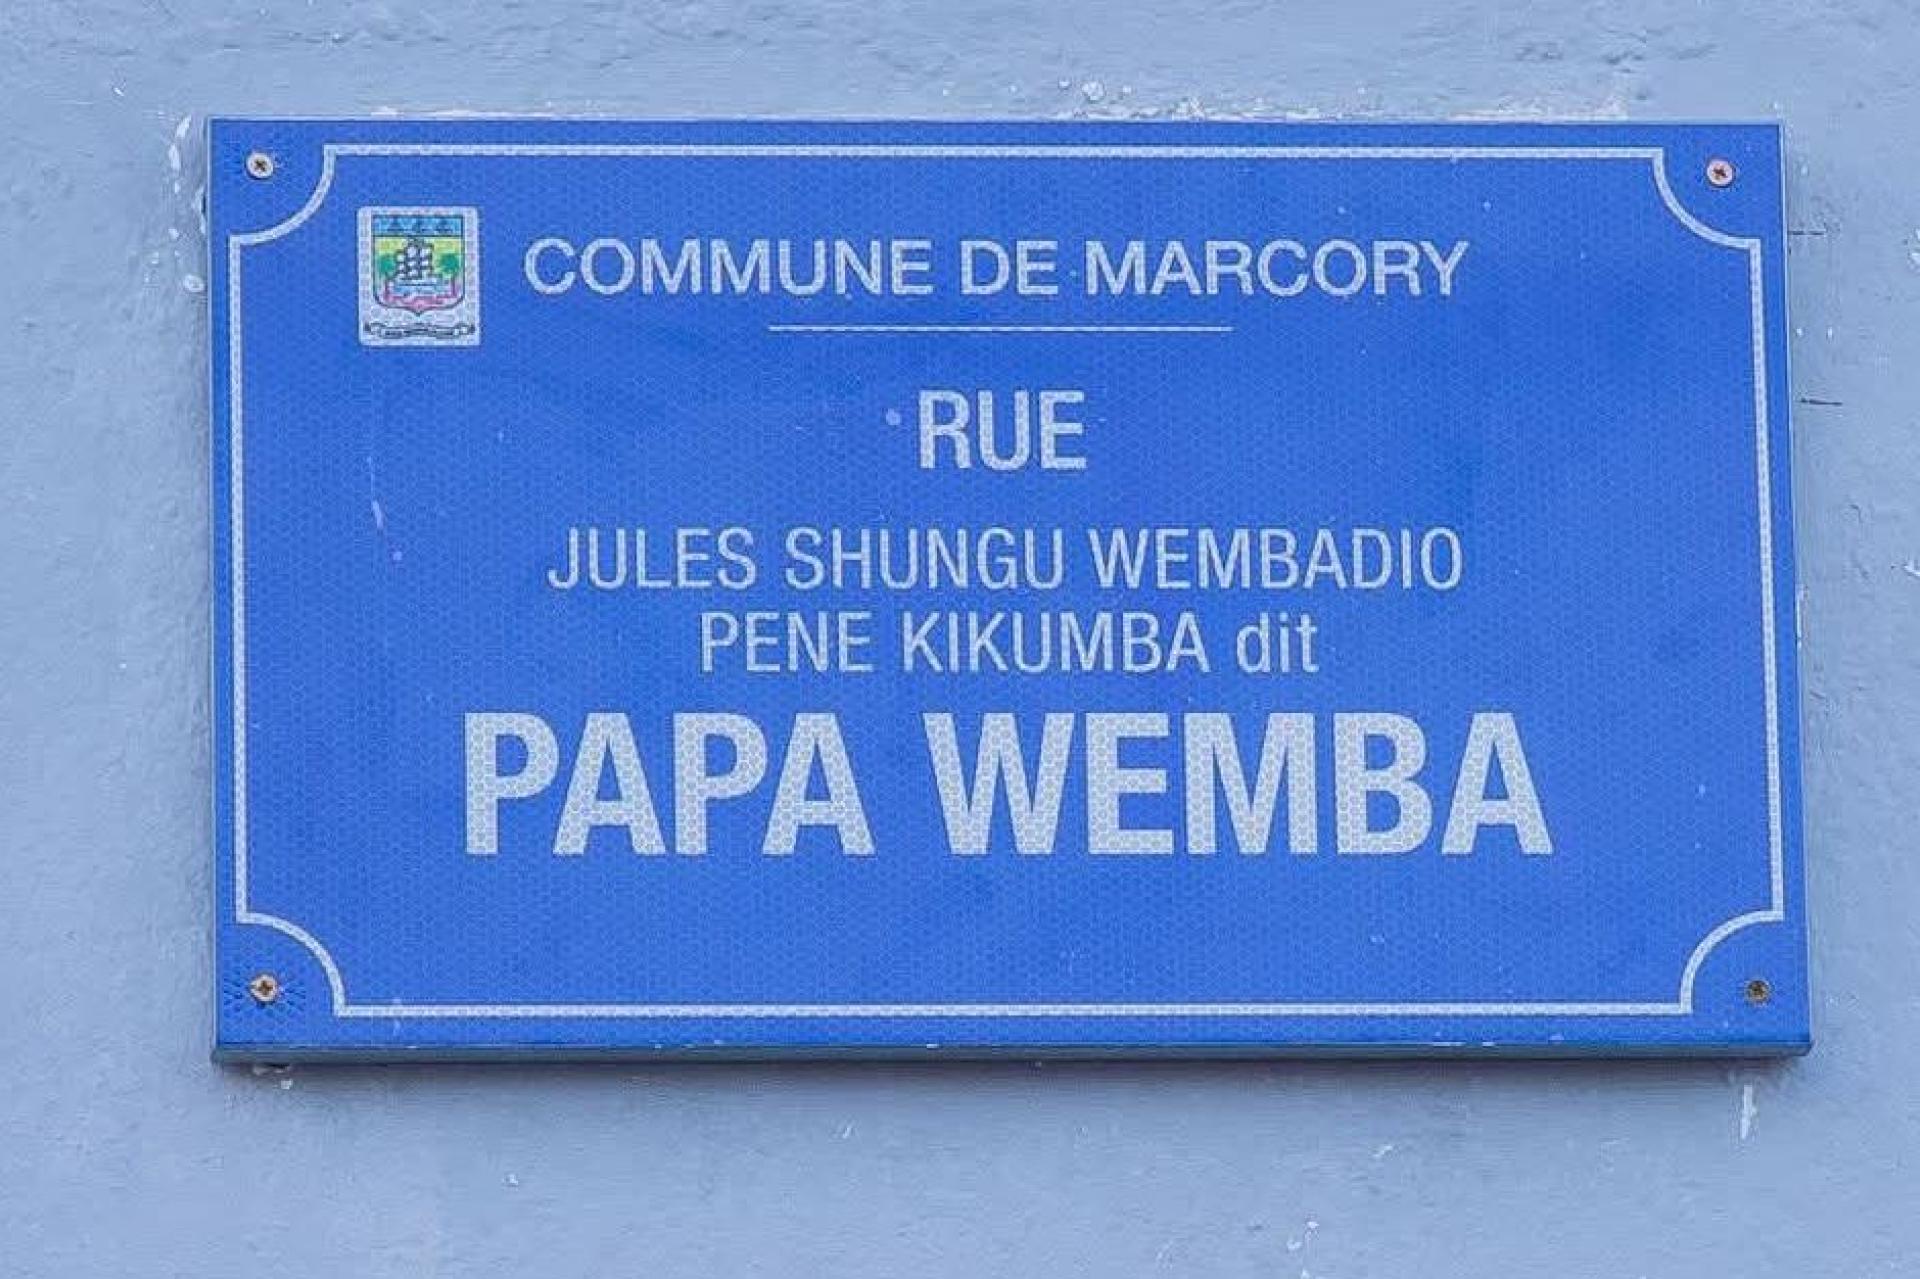 COMMUNE DE MARCORY
RUE
JULES SHUNGU WEMBADIO
PENE KIKUMBA dit
PAPA WEMBA